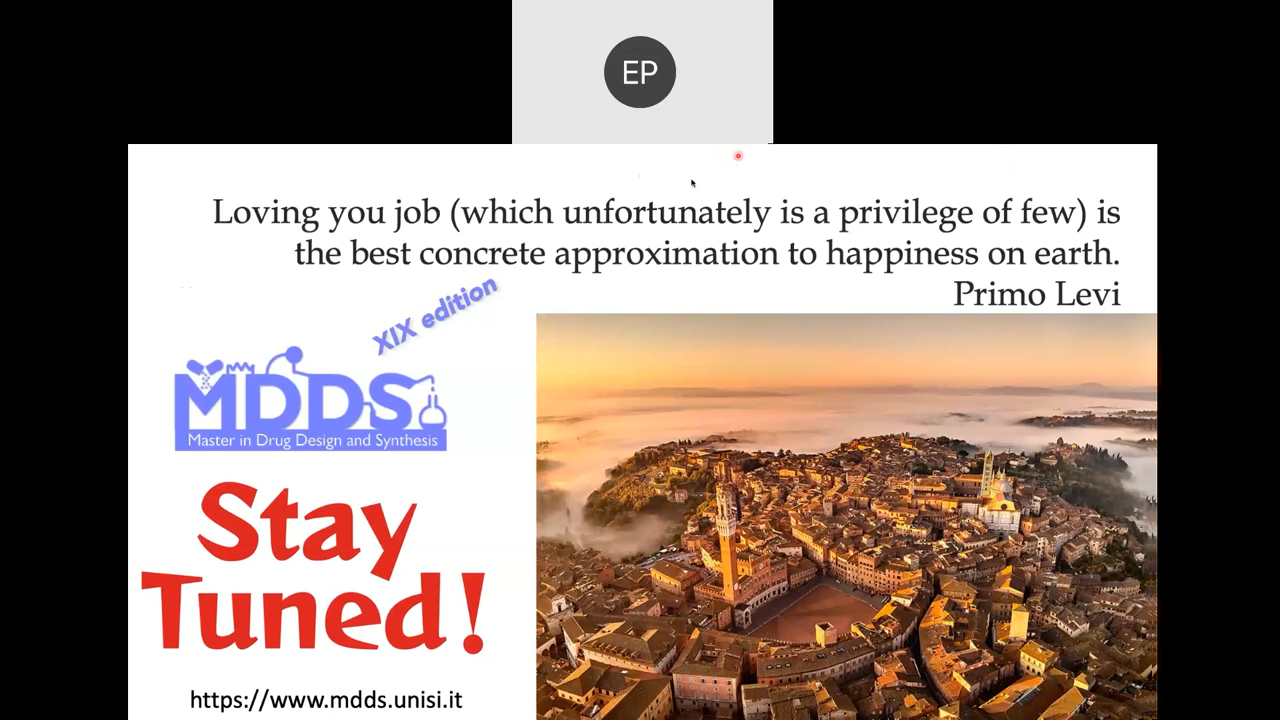 EP
Loving you job (which unfortunately is a privilege of few) is
the best concrete approximation to happiness on earth.
Primo Levi
XIX edition
MDDS
Master in Drug Design and Synthesis
Stay
Tuned!
https://www.mdds.unisi.it